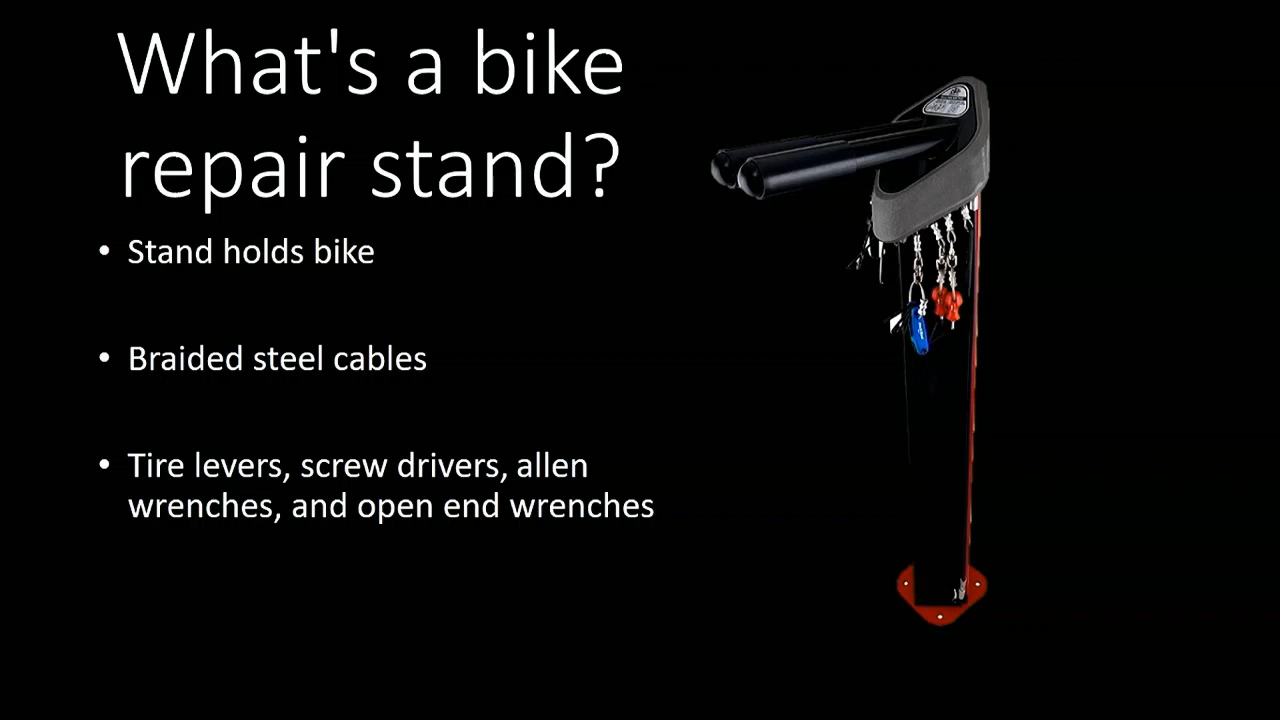 What's a bike
repair stand?
• Stand holds bike
• Braided steel cables
• Tire levers, screw drivers, allen
wrenches, and open end wrenches